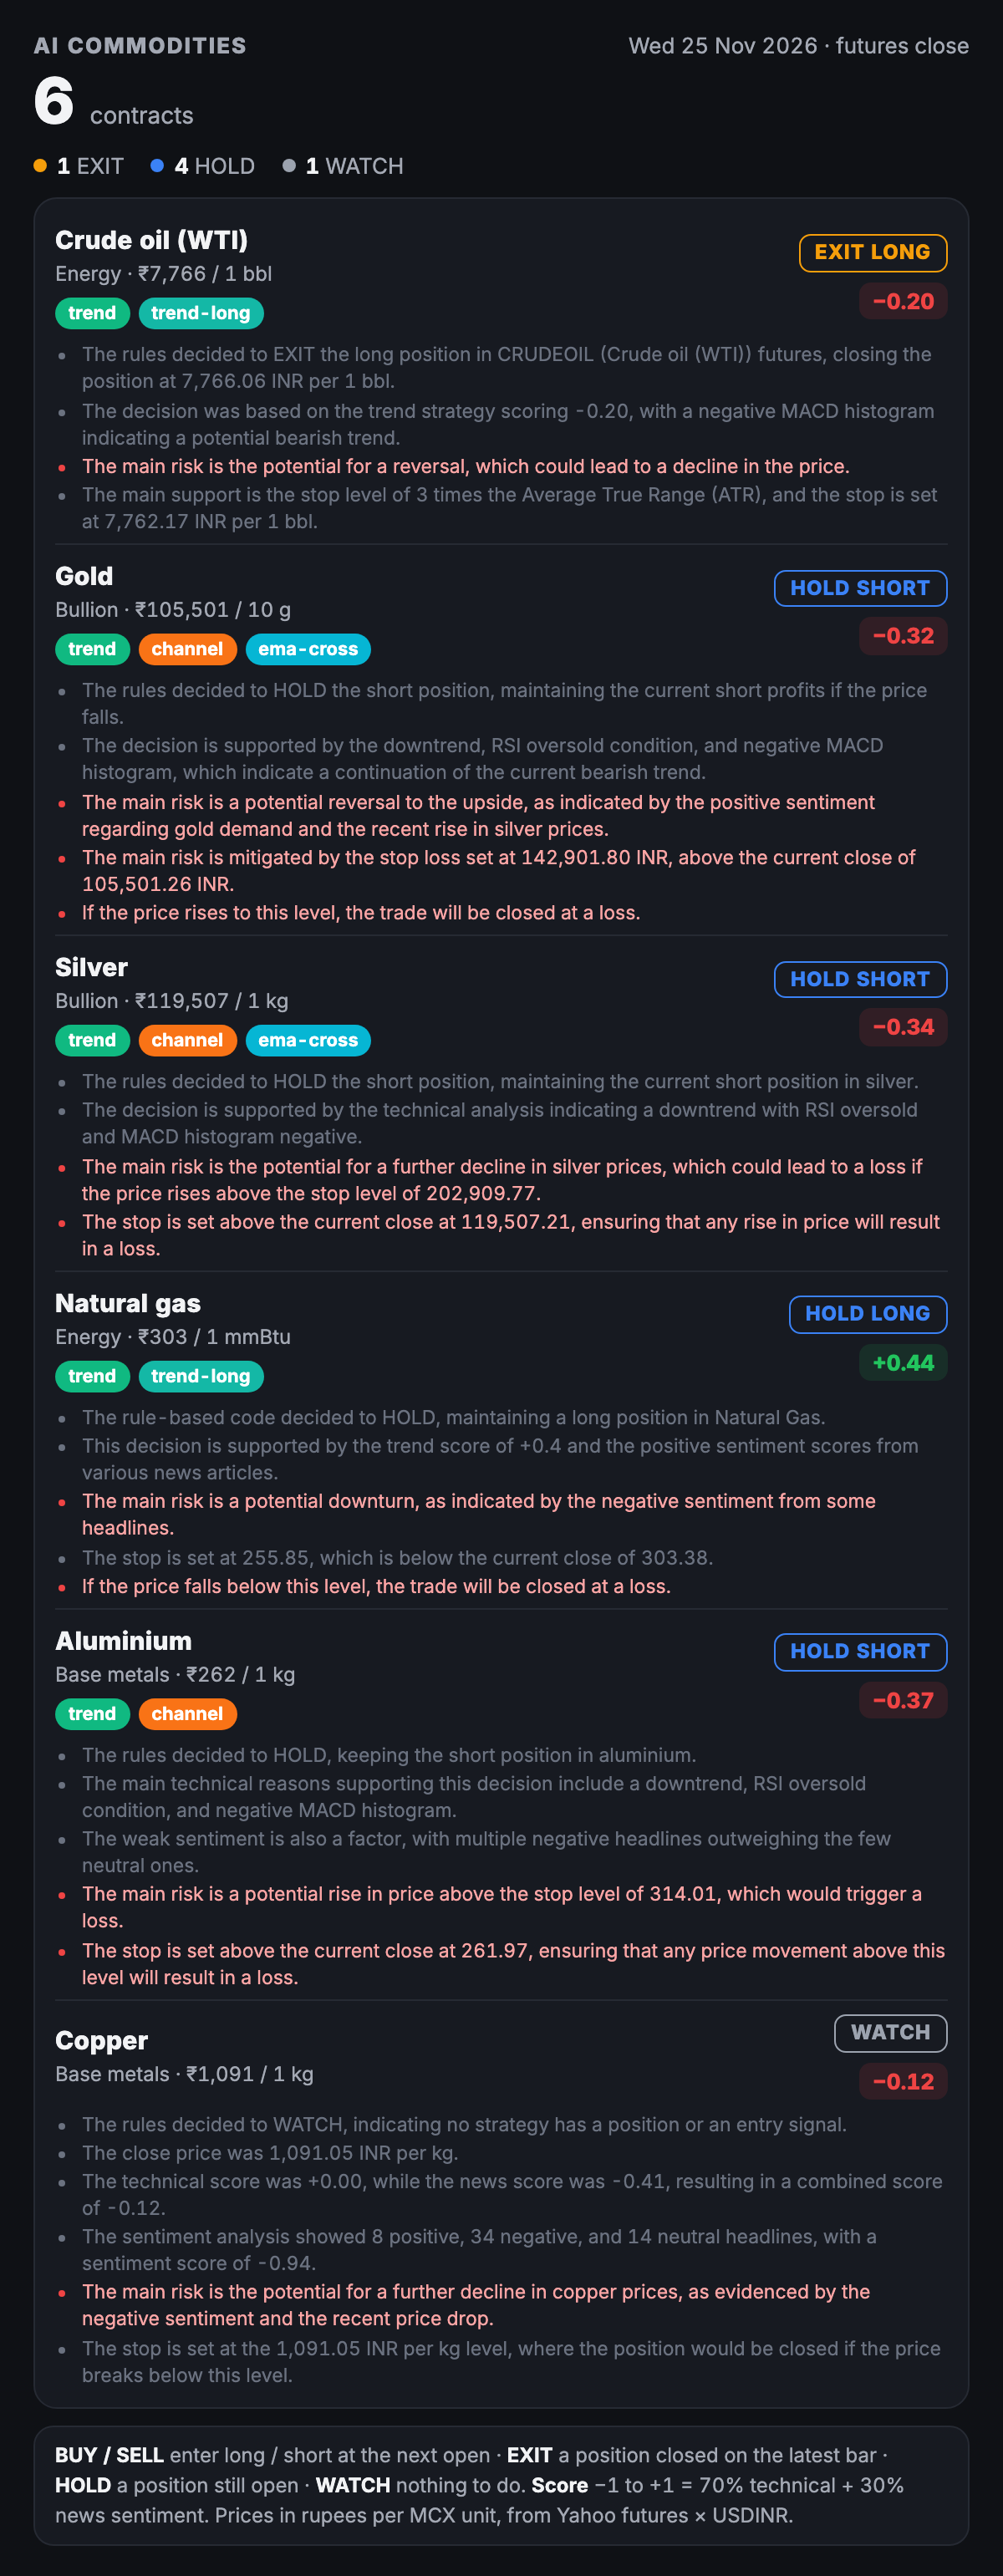 AI COMMODITIES
Wed 25 Nov 2026 · futures close
6 contracts
1 EXIT 4 HOLD 1 WATCH
Crude oil (WTI)
EXIT LONG
Energy · ₹7,766 / 1 bbl
−0.20
trend trend-long
• The rules decided to EXIT the long position in CRUDEOIL (Crude oil (WTI)) futures, closing the
position at 7,766.06 INR per 1 bbl.
• The decision was based on the trend strategy scoring -0.20, with a negative MACD histogram
indicating a potential bearish trend.
• The main risk is the potential for a reversal, which could lead to a decline in the price.
• The main support is the stop level of 3 times the Average True Range (ATR), and the stop is set
at 7,762.17 INR per 1 bbl.
Gold
HOLD SHORT
Bullion · ₹105,501 / 10 g
−0.32
trend channel ema-cross
• The rules decided to HOLD the short position, maintaining the current short profits if the price
falls.
• The decision is supported by the downtrend, RSI oversold condition, and negative MACD
histogram, which indicate a continuation of the current bearish trend.
• The main risk is a potential reversal to the upside, as indicated by the positive sentiment
regarding gold demand and the recent rise in silver prices.
• The main risk is mitigated by the stop loss set at 142,901.80 INR, above the current close of
105,501.26 INR.
• If the price rises to this level, the trade will be closed at a loss.
Silver
HOLD SHORT
Bullion · ₹119,507 / 1 kg
−0.34
trend channel ema-cross
• The rules decided to HOLD the short position, maintaining the current short position in silver.
• The decision is supported by the technical analysis indicating a downtrend with RSI oversold
and MACD histogram negative.
• The main risk is the potential for a further decline in silver prices, which could lead to a loss if
the price rises above the stop level of 202,909.77.
• The stop is set above the current close at 119,507.21, ensuring that any rise in price will result
in a loss.
Natural gas
HOLD LONG
Energy · ₹303 / 1 mmBtu
+0.44
trend trend-long
• The rule-based code decided to HOLD, maintaining a long position in Natural Gas.
• This decision is supported by the trend score of +0.4 and the positive sentiment scores from
various news articles.
• The main risk is a potential downturn, as indicated by the negative sentiment from some
headlines.
• The stop is set at 255.85, which is below the current close of 303.38.
• If the price falls below this level, the trade will be closed at a loss.
Aluminium
HOLD SHORT
Base metals · ₹262 / 1 kg
−0.37
trend channel
• The rules decided to HOLD, keeping the short position in aluminium.
• The main technical reasons supporting this decision include a downtrend, RSI oversold
condition, and negative MACD histogram.
• The weak sentiment is also a factor, with multiple negative headlines outweighing the few
neutral ones.
• The main risk is a potential rise in price above the stop level of 314.01, which would trigger a
loss.
• The stop is set above the current close at 261.97, ensuring that any price movement above this
level will result in a loss.
Copper
WATCH
Base metals · ₹1,091 / 1 kg
−0.12
• The rules decided to WATCH, indicating no strategy has a position or an entry signal.
• The close price was 1,091.05 INR per kg.
• The technical score was +0.00, while the news score was -0.41, resulting in a combined score
of -0.12.
• The sentiment analysis showed 8 positive, 34 negative, and 14 neutral headlines, with a
sentiment score of -0.94.
• The main risk is the potential for a further decline in copper prices, as evidenced by the
negative sentiment and the recent price drop.
• The stop is set at the 1,091.05 INR per kg level, where the position would be closed if the price
breaks below this level.
BUY / SELL enter long / short at the next open · EXIT a position closed on the latest bar ·
HOLD a position still open · WATCH nothing to do. Score −1 to +1 = 70% technical + 30%
news sentiment. Prices in rupees per MCX unit, from Yahoo futures × USDINR.